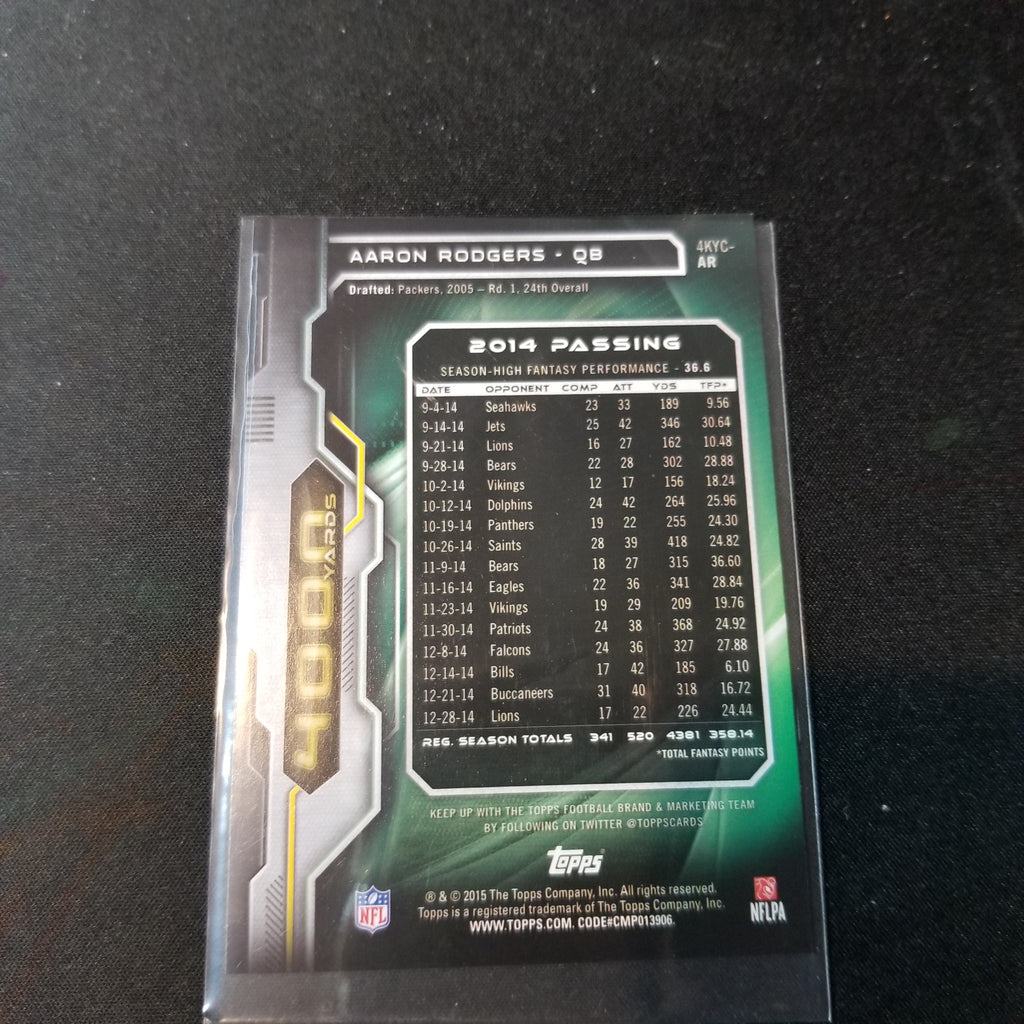 AARON RODGERS - QB
4KYC-
AR
Drafted: Packers, 2005 – Rd. 1, 24th Overall
4000
YARDS
2014 PASSING
SEASON-HIGH FANTASY PERFORMANCE - 36.6
DATE OPPONENT COMP ATT YDS TFP*
9-4-14 Seahawks 23 33 189 9.56
9-14-14 Jets 25 42 346 30.64
9-21-14 Lions 16 27 162 10.48
9-28-14 Bears 22 28 302 28.88
10-2-14 Vikings 12 17 156 18.24
10-12-14 Dolphins 24 42 264 25.96
10-19-14 Panthers 19 22 255 24.30
10-26-14 Saints 28 39 418 24.82
11-9-14 Bears 18 27 315 36.60
11-16-14 Eagles 22 36 341 28.84
11-23-14 Vikings 19 29 209 19.76
11-30-14 Patriots 24 38 368 24.92
12-8-14 Falcons 24 36 327 27.88
12-14-14 Bills 17 42 185 6.10
12-21-14 Buccaneers 31 40 318 16.72
12-28-14 Lions 17 22 226 24.44
REG. SEASON TOTALS 341 520 4381 358.14
*TOTAL FANTASY POINTS
KEEP UP WITH THE TOPPS FOOTBALL BRAND & MARKETING TEAM
BY FOLLOWING ON TWITTER @TOPPSCARDS
Topps®
® & © 2015 The Topps Company, Inc. All rights reserved.
Topps is a registered trademark of The Topps Company, Inc.
WWW.TOPPS.COM. CODE#CMP013906.
NFL
NFLPA